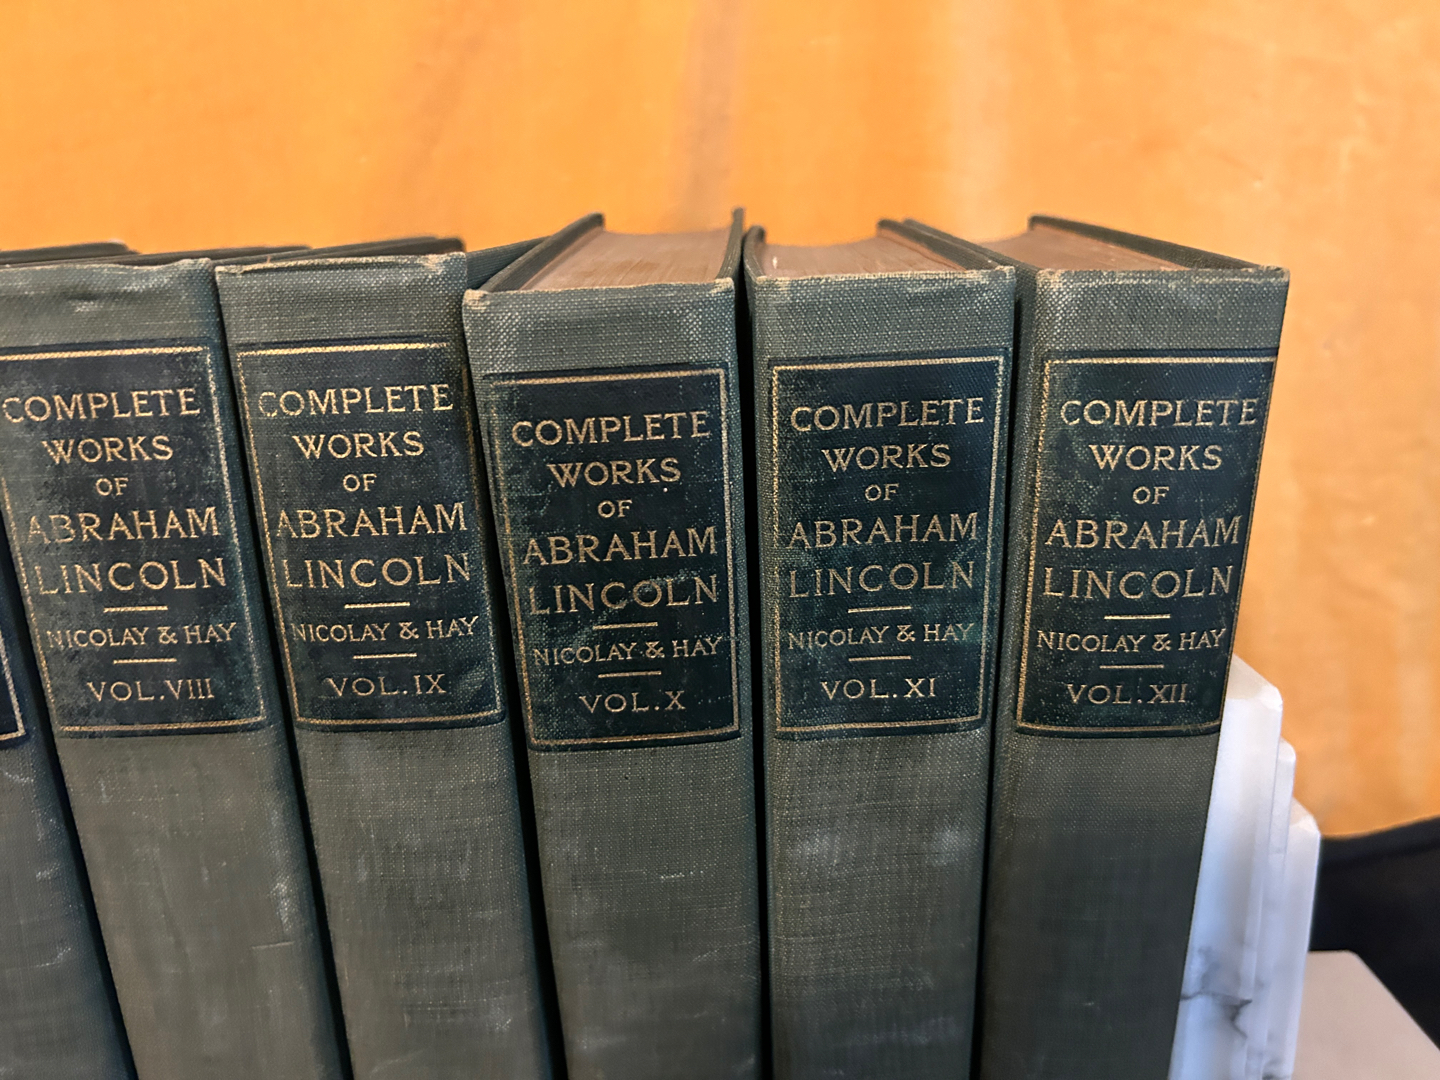 COMPLETE
WORKS
OF
ABRAHAM
LINCOLN
NICOLAY & HAY
VOL. VIII
COMPLETE
WORKS
OF
ABRAHAM
LINCOLN
NICOLAY & HAY
VOL. IX
COMPLETE
WORKS
OF
ABRAHAM
LINCOLN
NICOLAY & HAY
VOL. X
COMPLETE
WORKS
OF
ABRAHAM
LINCOLN
NICOLAY & HAY
VOL. XI
COMPLETE
WORKS
OF
ABRAHAM
LINCOLN
NICOLAY & HAY
VOL. XII